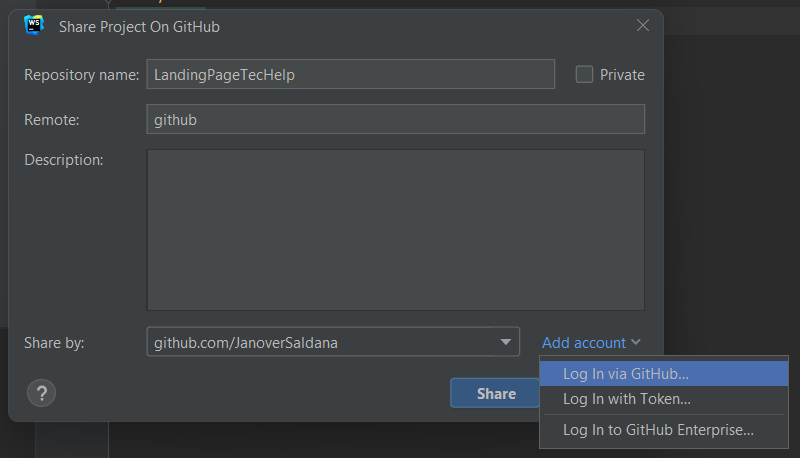 WS
Share Project On GitHub
Repository name: LandingPageTecHelp Private
Remote: github
Description:
Share by: github.com/JanoverSaldana Add account
Log In via GitHub...
? Share
Log In with Token...
Log In to GitHub Enterprise...